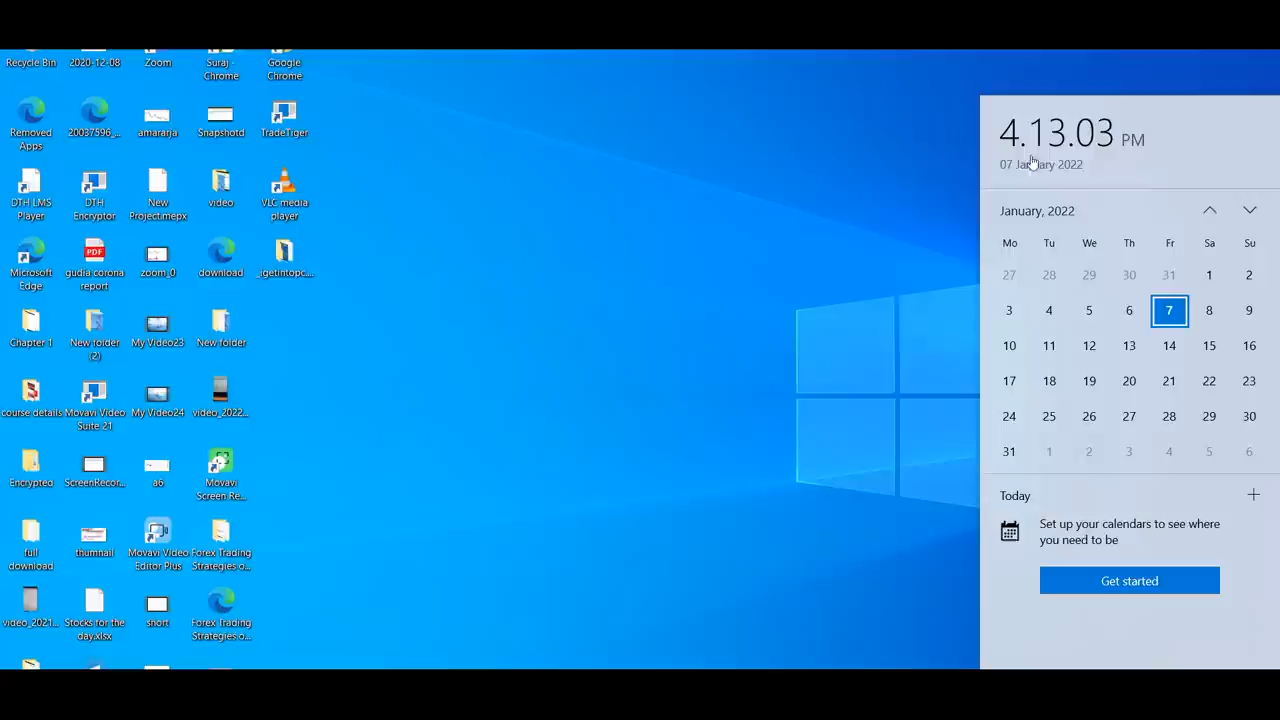 Recycle Bin
2020-12-08
Zoom
Suraj -
Chrome
Google
Chrome
Removed
Apps
20037596_...
amararja
Snapshotd
TradeTiger
DTH LMS
Player
DTH
Encryptor
New
Project.mepx
video
VLC media
player
Microsoft
Edge
PDF
gudia corona
report
zoom_0
download
_igetintopc....
Chapter 1
New folder
(2)
My Video23
New folder
course details
Movavi Video
Suite 21
My Video24
video_2022...
Encrypted
ScreenRecor...
a6
Movavi
Screen Re...
full
download
thumnail
Movavi Video
Editor Plus
Forex Trading
Strategies o...
video_2021...
Stocks for the
day.xlsx
snort
Forex Trading
Strategies o...
4.13.03 PM
07 January 2022
January, 2022
Mo Tu We Th Fr Sa Su
27 28 29 30 31 1 2
3 4 5 6 7 8 9
10 11 12 13 14 15 16
17 18 19 20 21 22 23
24 25 26 27 28 29 30
31 1 2 3 4 5 6
Today
Set up your calendars to see where
you need to be
Get started